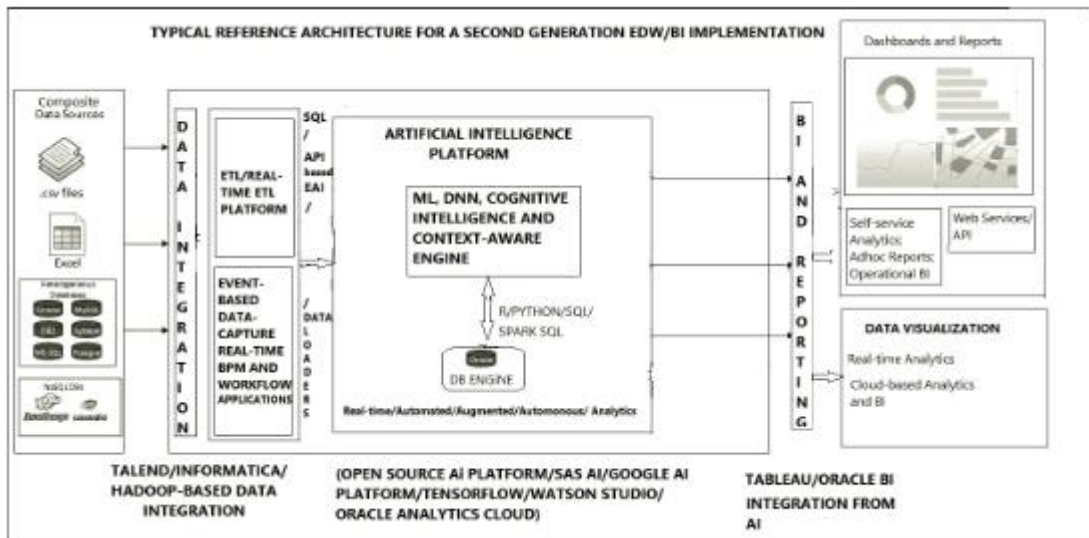 TYPICAL REFERENCE ARCHITECTURE FOR A SECOND GENERATION EDW/BI IMPLEMENTATION
Composite
Data Sources
.csv files
Excel
Heterogeneous
Databases
Oracle
MySQL
DB2
Sybase
MS SQL
Postgre
NoSQL DBs
cassandra
DATA INTEGRATION
ETL/REAL-
TIME ETL
PLATFORM
EVENT-
BASED
DATA-
CAPTURE
REAL-TIME
BPM AND
WORKFLOW
APPLICATIONS
SQL
/
API
based
EAI
/
/
DATA
LOADERS
ARTIFICIAL INTELLIGENCE
PLATFORM
ML, DNN, COGNITIVE
INTELLIGENCE AND
CONTEXT-AWARE
ENGINE
R/PYTHON/SQL/
SPARK SQL
Oracle
DB ENGINE
Real-time/Automated/Augmented/Automonous/ Analytics
BI AND REPORTING
Dashboards and Reports
Self-service
Analytics;
Adhoc Reports;
Operational BI
Web Services/
API
DATA VISUALIZATION
Real-time Analytics
Cloud-based Analytics
and BI
TALEND/INFORMATICA/
HADOOP-BASED DATA
INTEGRATION
(OPEN SOURCE Ai PLATFORM/SAS AI/GOOGLE AI
PLATFORM/TENSORFLOW/WATSON STUDIO/
ORACLE ANALYTICS CLOUD)
TABLEAU/ORACLE BI
INTEGRATION FROM
AI